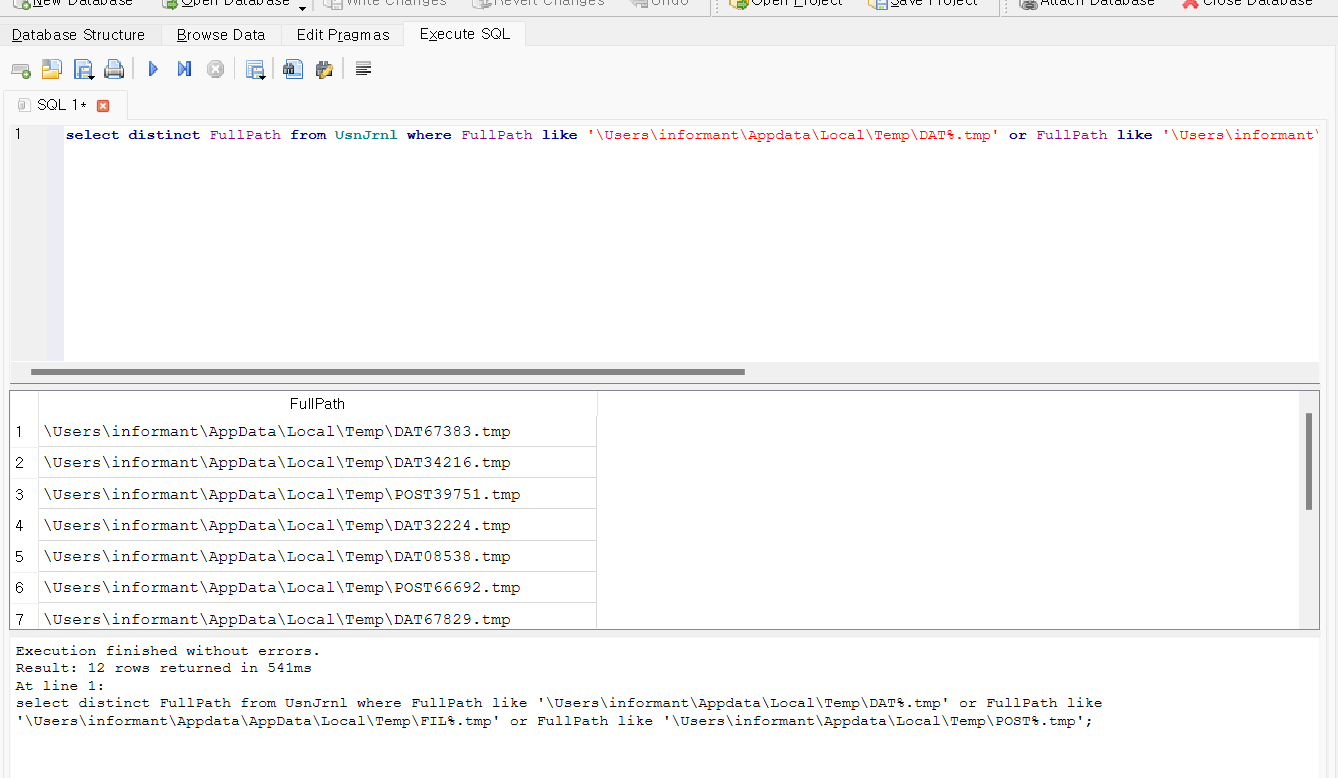 New Database Open Database Write Changes Revert Changes Undo Open Project Save Project Attach Database Close Database
Database Structure Browse Data Edit Pragmas Execute SQL
SQL 1*
1 select distinct FullPath from UsnJrnl where FullPath like '\Users\informant\Appdata\Local\Temp\DAT%.tmp' or FullPath like '\Users\informant\
FullPath
1 \Users\informant\AppData\Local\Temp\DAT67383.tmp
2 \Users\informant\AppData\Local\Temp\DAT34216.tmp
3 \Users\informant\AppData\Local\Temp\POST39751.tmp
4 \Users\informant\AppData\Local\Temp\DAT32224.tmp
5 \Users\informant\AppData\Local\Temp\DAT08538.tmp
6 \Users\informant\AppData\Local\Temp\POST66692.tmp
7 \Users\informant\AppData\Local\Temp\DAT67829.tmp
Execution finished without errors.
Result: 12 rows returned in 541ms
At line 1:
select distinct FullPath from UsnJrnl where FullPath like '\Users\informant\Appdata\Local\Temp\DAT%.tmp' or FullPath like
'\Users\informant\Appdata\AppData\Local\Temp\FIL%.tmp' or FullPath like '\Users\informant\Appdata\Local\Temp\POST%.tmp';